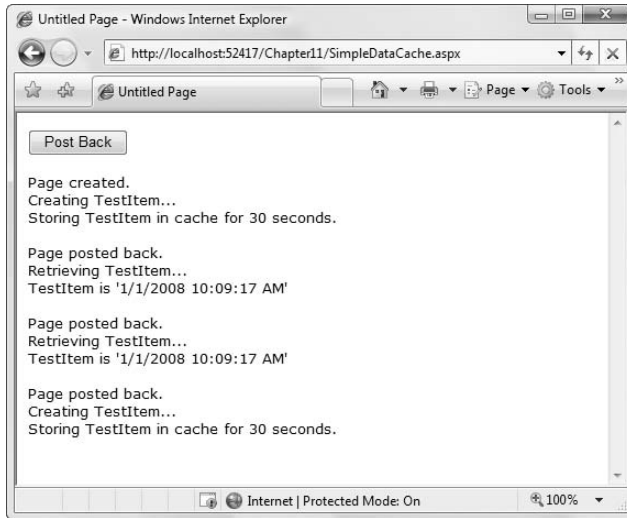 Untitled Page - Windows Internet Explorer
http://localhost:52417/Chapter11/SimpleDataCache.aspx
Untitled Page
Page
Tools
»
Post Back
Page created.
Creating TestItem...
Storing TestItem in cache for 30 seconds.
Page posted back.
Retrieving TestItem...
TestItem is '1/1/2008 10:09:17 AM'
Page posted back.
Retrieving TestItem...
TestItem is '1/1/2008 10:09:17 AM'
Page posted back.
Creating TestItem...
Storing TestItem in cache for 30 seconds.
Internet | Protected Mode: On
100%